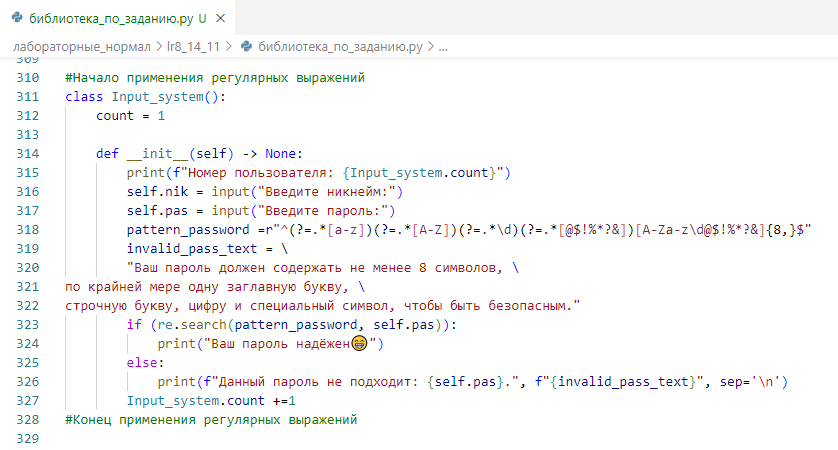 библиотека_по_заданию.py U ×
лабораторные_нормал > lr8_14_11 > библиотека_по_заданию.py > ...
309
310 #Начало применения регулярных выражений
311 class Input_system():
312     count = 1
313
314     def __init__(self) -> None:
315         print(f"Номер пользователя: {Input_system.count}")
316         self.nik = input("Введите никнейм:")
317         self.pas = input("Введите пароль:")
318         pattern_password =r"^(?=.*[a-z])(?=.*[A-Z])(?=.*\d)(?=.*[@$!%*?&])[A-Za-z\d@$!%*?&]{8,}$"
319         invalid_pass_text = \
320         "Ваш пароль должен содержать не менее 8 символов, \
321 по крайней мере одну заглавную букву, \
322 строчную букву, цифру и специальный символ, чтобы быть безопасным."
323         if (re.search(pattern_password, self.pas)):
324             print("Ваш пароль надёжен😁")
325         else:
326             print(f"Данный пароль не подходит: {self.pas}.", f"{invalid_pass_text}", sep='\n')
327         Input_system.count +=1
328 #Конец применения регулярных выражений
329